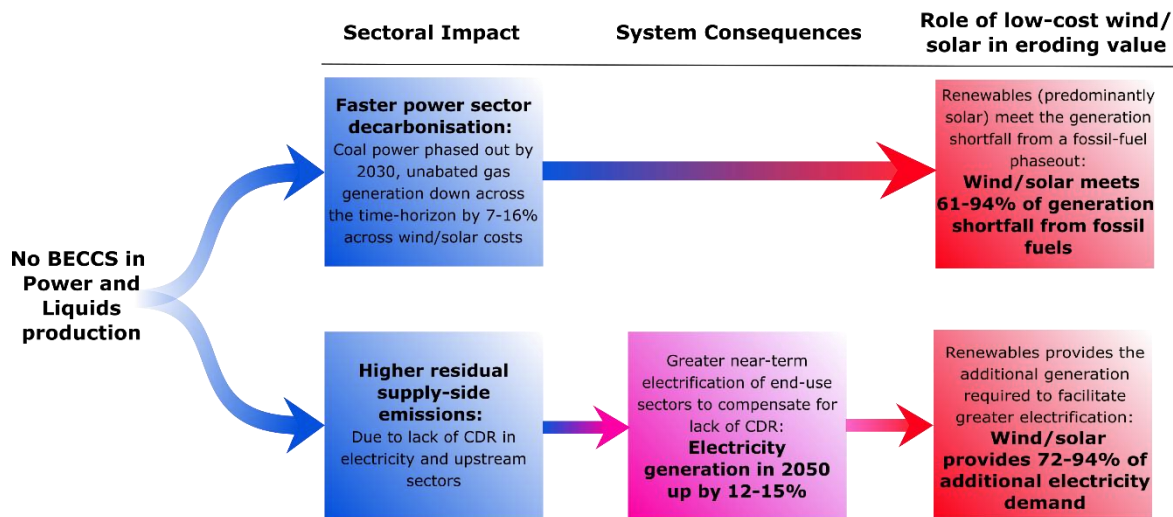 Sectoral Impact
System Consequences
Role of low-cost wind/
solar in eroding value
No BECCS in
Power and
Liquids
production
Faster power sector
decarbonisation:
Coal power phased out by
2030, unabated gas
generation down across
the time-horizon by 7-16%
across wind/solar costs
Renewables (predominantly
solar) meet the generation
shortfall from a fossil-fuel
phaseout:
Wind/solar meets
61-94% of generation
shortfall from fossil
fuels
Higher residual
supply-side
emissions:
Due to lack of CDR in
electricity and upstream
sectors
Greater near-term
electrification of end-use
sectors to compensate for
lack of CDR:
Electricity
generation in 2050
up by 12-15%
Renewables provides the
additional generation
required to facilitate
greater electrification:
Wind/solar
provides 72-94% of
additional electricity
demand